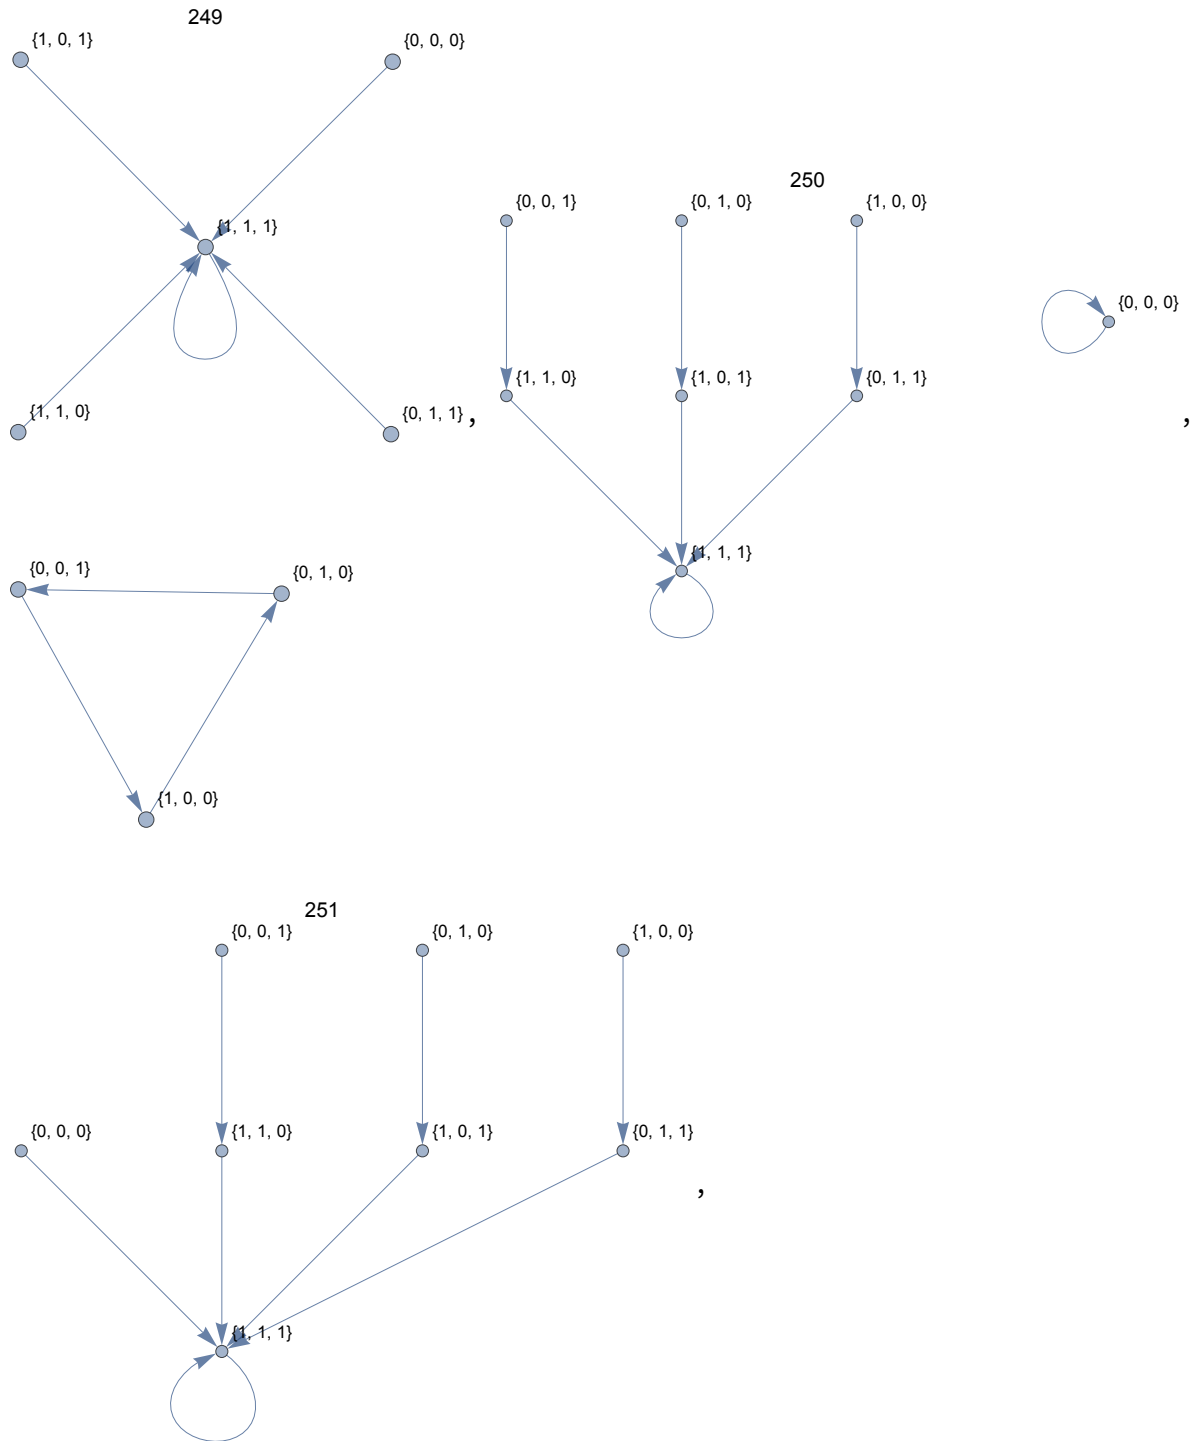 249
{1, 0, 1}
{0, 0, 0}
{1, 1, 1}
{1, 1, 0}
{0, 1, 1}
,
{0, 0, 1}
{0, 1, 0}
{1, 0, 0}
250
{0, 0, 1}
{0, 1, 0}
{1, 0, 0}
{0, 0, 0}
{1, 1, 0}
{1, 0, 1}
{0, 1, 1}
{1, 1, 1}
,
251
{0, 0, 1}
{0, 1, 0}
{1, 0, 0}
{0, 0, 0}
{1, 1, 0}
{1, 0, 1}
{0, 1, 1}
{1, 1, 1}
,